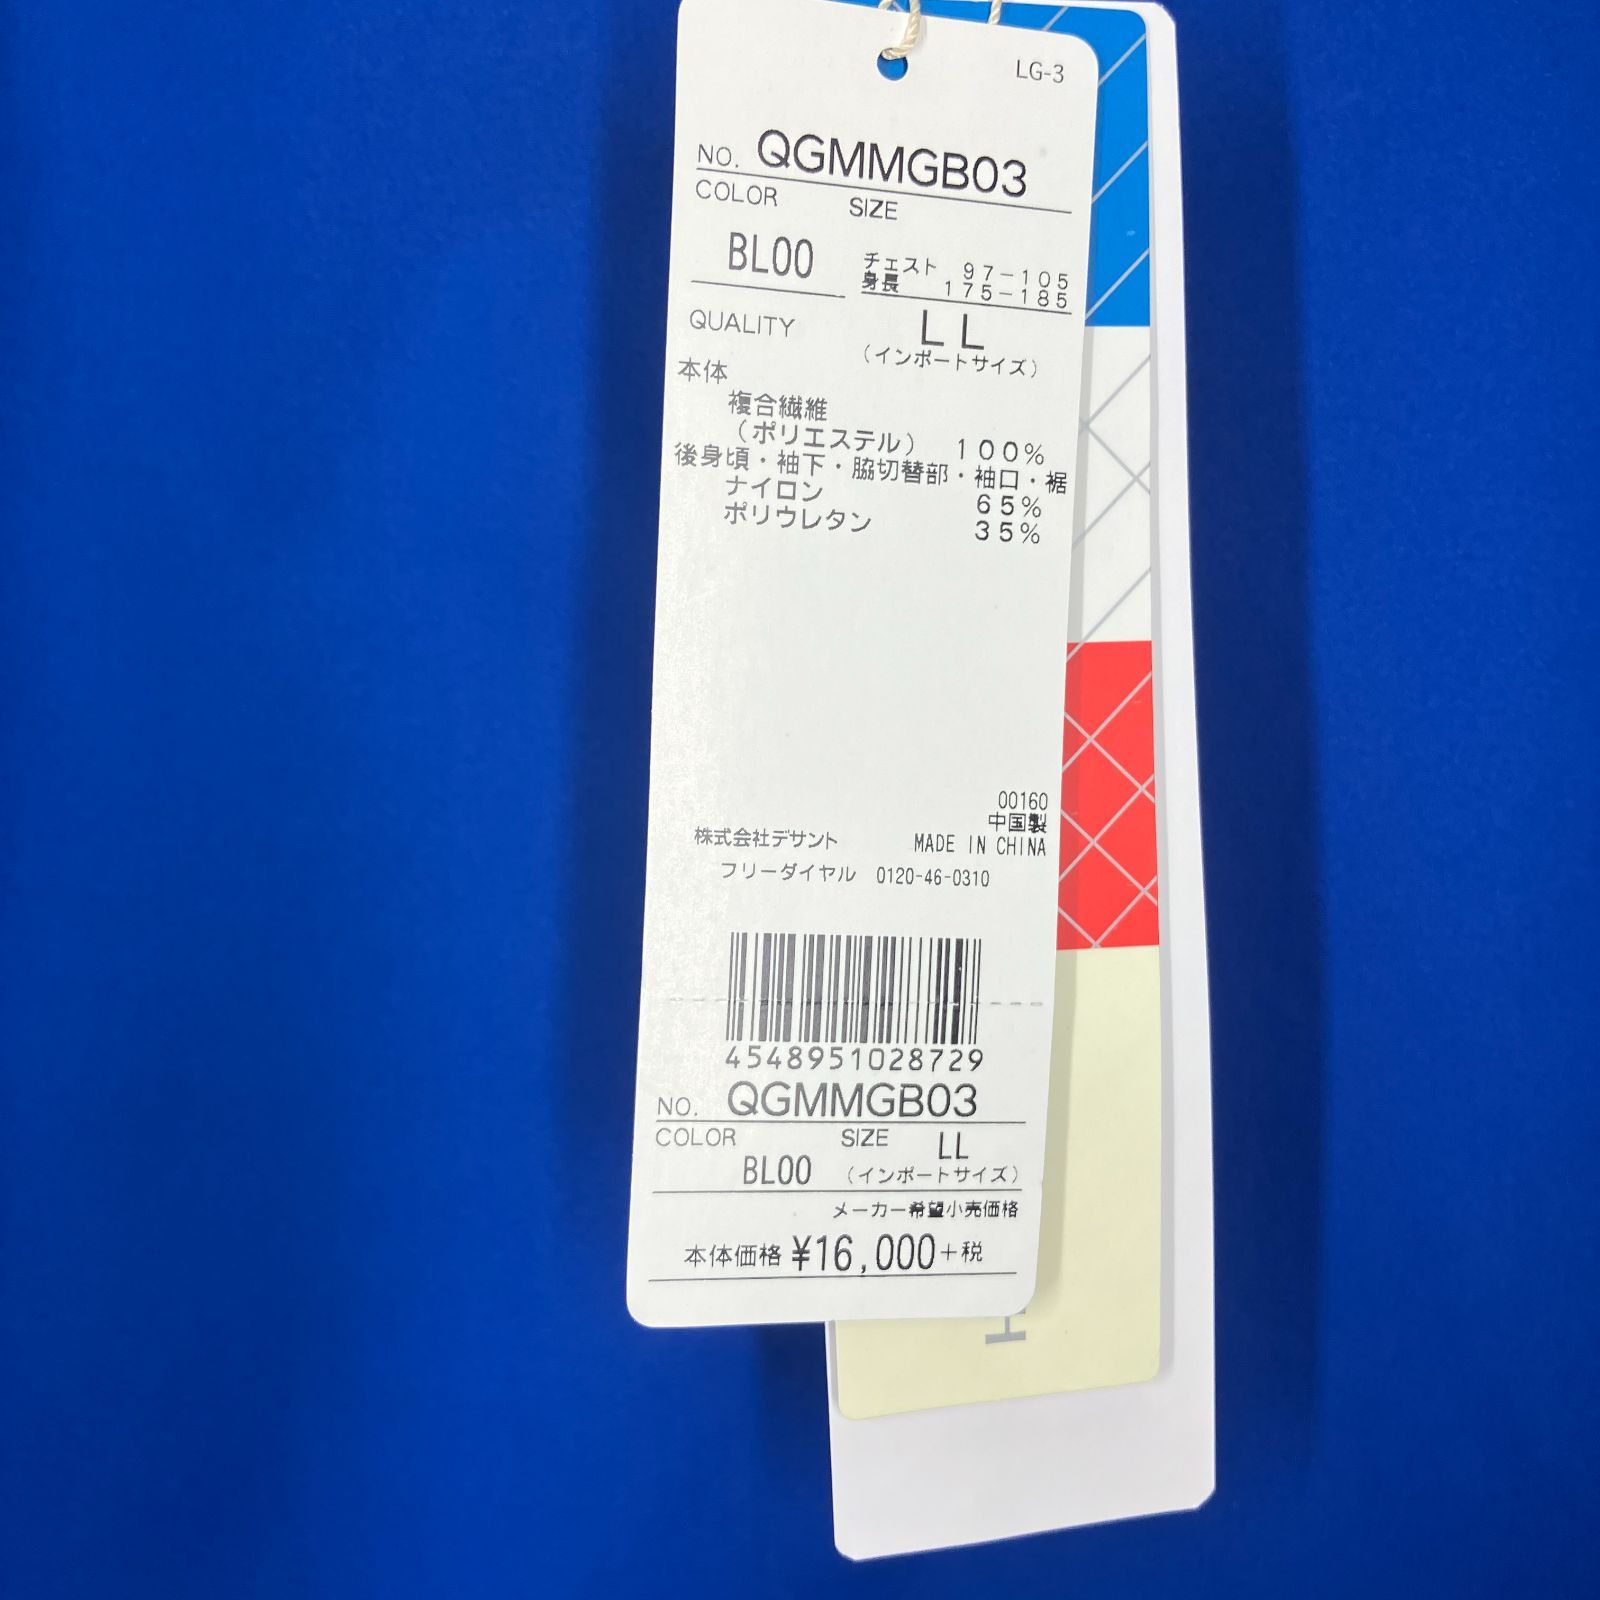 LG-3
NO. QGMMGB03
COLOR SIZE
BL00
チェスト 97-105
身長 175-185
QUALITY LL
(インポートサイズ)
本体
複合繊維
(ポリエステル) 100%
後身頃・袖下・脇切替部・袖口・裾
ナイロン 65%
ポリウレタン 35%
00160
中国製
株式会社デサント MADE IN CHINA
フリーダイヤル 0120-46-0310
4548951028729
NO. QGMMGB03
COLOR SIZE LL
BL00 (インポートサイズ)
メーカー希望小売価格
本体価格 ¥16,000+税